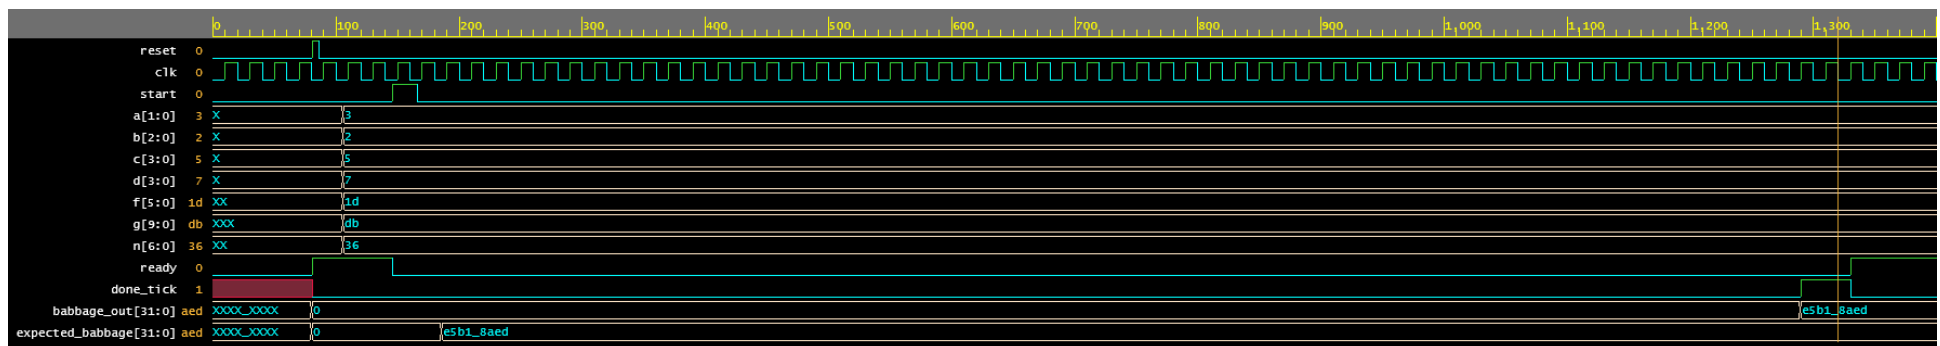 0 100 200 300 400 500 600 700 800 900 1,000 1,100 1,200 1,300
reset 0
clk 0
start 0
a[1:0] 3 X 3
b[2:0] 2 X 2
c[3:0] 5 X 5
d[3:0] 7 X 7
f[5:0] 1d XX 1d
g[9:0] db XXX db
n[6:0] 36 XX 36
ready 0
done_tick 1
babbage_out[31:0] aed XXXX_XXXX 0 e5b1_8aed
expected_babbage[31:0] aed XXXX_XXXX 0 e5b1_8aed